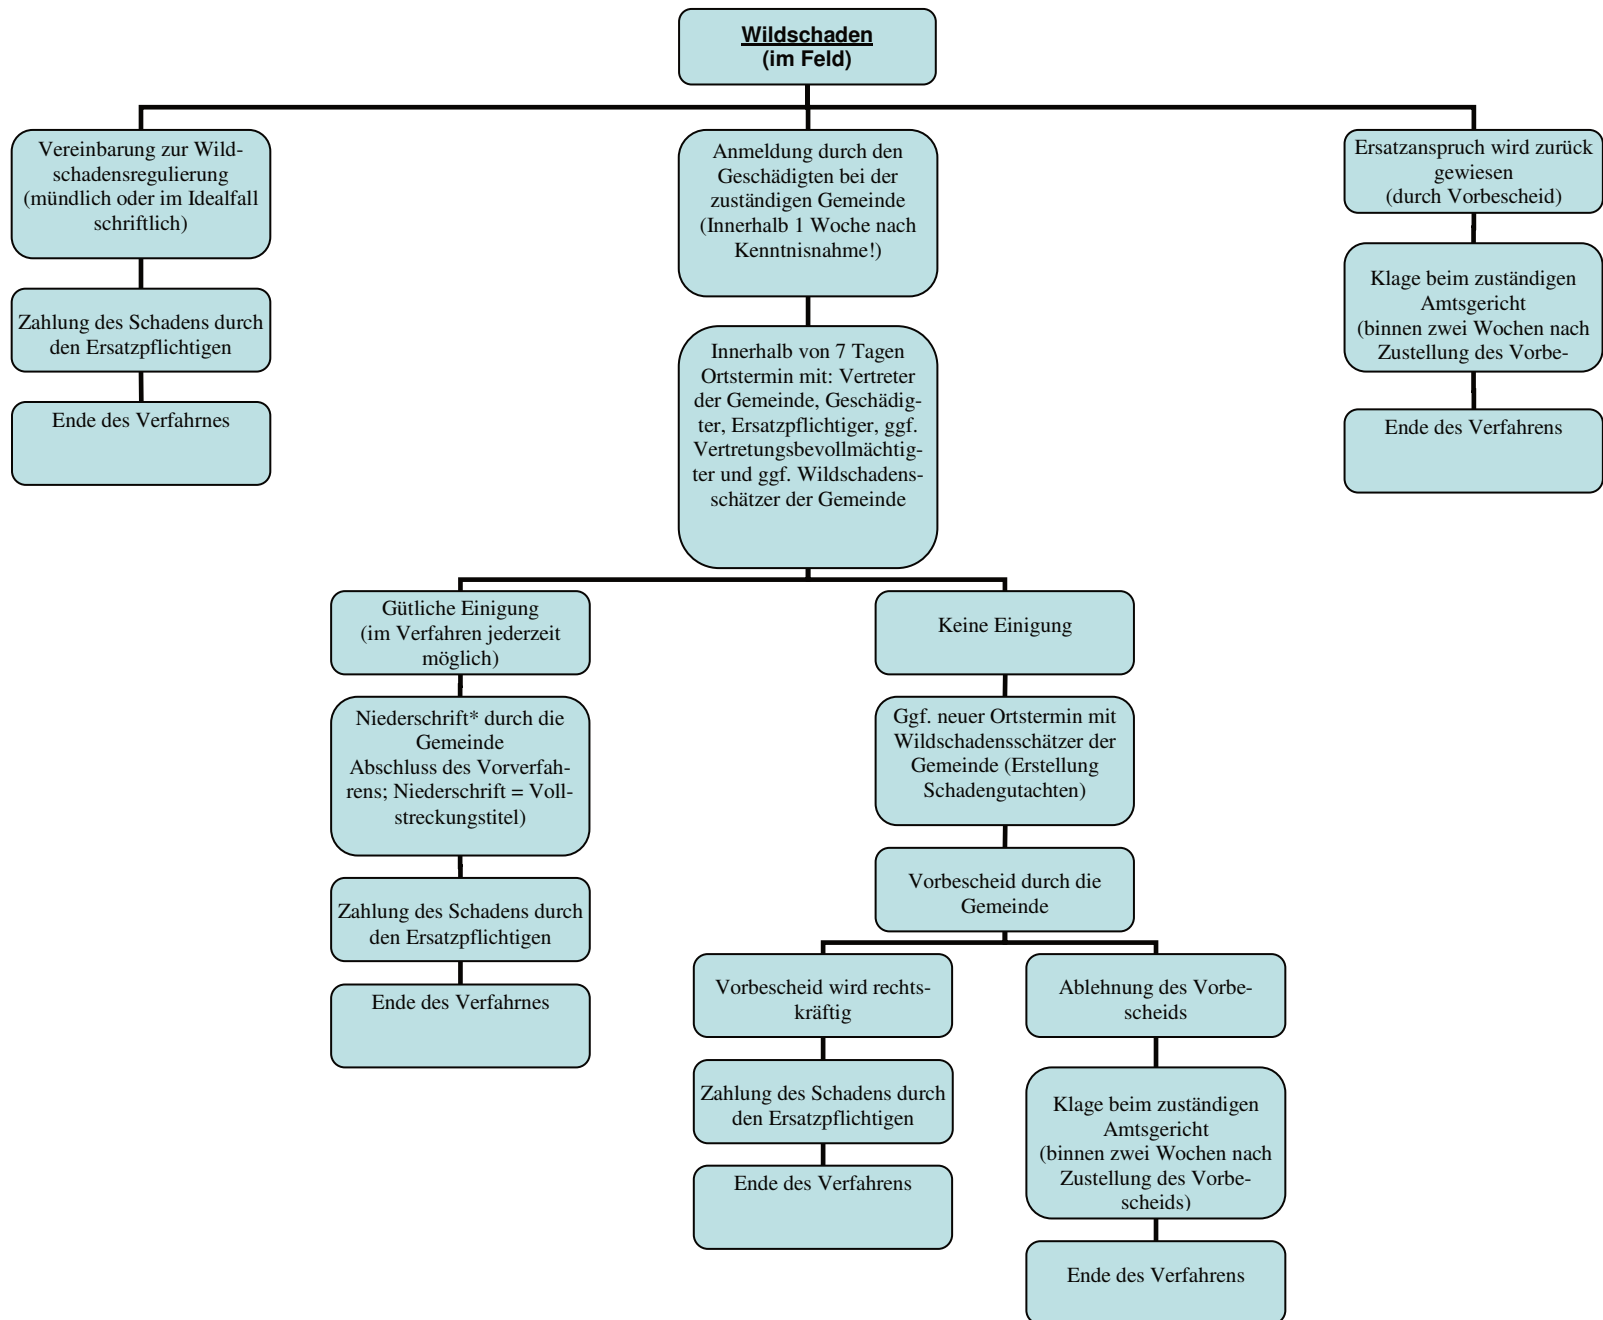 Wildschaden
(im Feld)
Vereinbarung zur Wild-
schadensregulierung
(mündlich oder im Idealfall
schriftlich)
Zahlung des Schadens durch
den Ersatzpflichtigen
Ende des Verfahrnes
Anmeldung durch den
Geschädigten bei der
zuständigen Gemeinde
(Innerhalb 1 Woche nach
Kenntnisnahme!)
Innerhalb von 7 Tagen
Ortstermin mit: Vertreter
der Gemeinde, Geschädig-
ter, Ersatzpflichtiger, ggf.
Vertretungsbevollmächtig-
ter und ggf. Wildschadens-
schätzer der Gemeinde
Gütliche Einigung
(im Verfahren jederzeit
möglich)
Niederschrift* durch die
Gemeinde
Abschluss des Vorverfah-
rens; Niederschrift = Voll-
streckungstitel)
Zahlung des Schadens durch
den Ersatzpflichtigen
Ende des Verfahrnes
Keine Einigung
Ggf. neuer Ortstermin mit
Wildschadensschätzer der
Gemeinde (Erstellung
Schadengutachten)
Vorbescheid durch die
Gemeinde
Vorbescheid wird rechts-
kräftig
Zahlung des Schadens durch
den Ersatzpflichtigen
Ende des Verfahrens
Ablehnung des Vorbe-
scheids
Klage beim zuständigen
Amtsgericht
(binnen zwei Wochen nach
Zustellung des Vorbe-
scheids)
Ende des Verfahrens
Ersatzanspruch wird zurück
gewiesen
(durch Vorbescheid)
Klage beim zuständigen
Amtsgericht
(binnen zwei Wochen nach
Zustellung des Vorbe-
Ende des Verfahrens